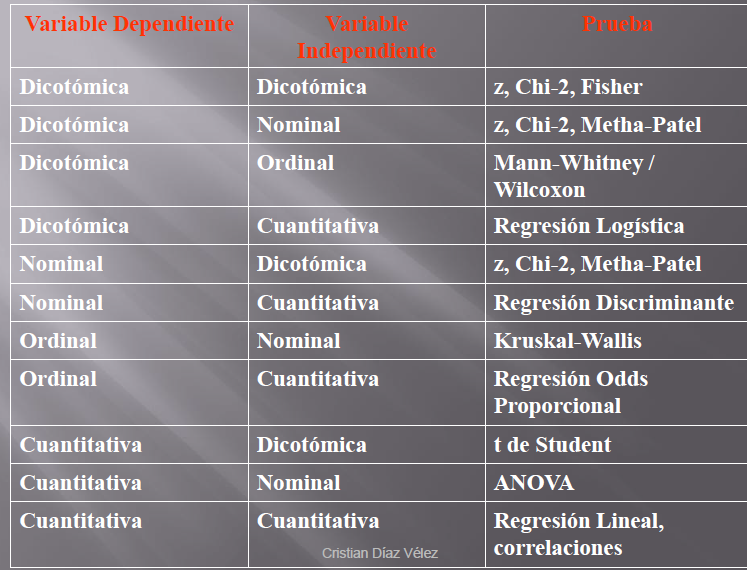 Variable Dependiente
Variable
Independiente
Prueba
Dicotómica
Dicotómica
z, Chi-2, Fisher
Dicotómica
Nominal
z, Chi-2, Metha-Patel
Dicotómica
Ordinal
Mann-Whitney /
Wilcoxon
Dicotómica
Cuantitativa
Regresión Logística
Nominal
Dicotómica
z, Chi-2, Metha-Patel
Nominal
Cuantitativa
Regresión Discriminante
Ordinal
Nominal
Kruskal-Wallis
Ordinal
Cuantitativa
Regresión Odds
Proporcional
Cuantitativa
Dicotómica
t de Student
Cuantitativa
Nominal
ANOVA
Cuantitativa
Cuantitativa
Regresión Lineal,
correlaciones
Cristian Díaz Vélez